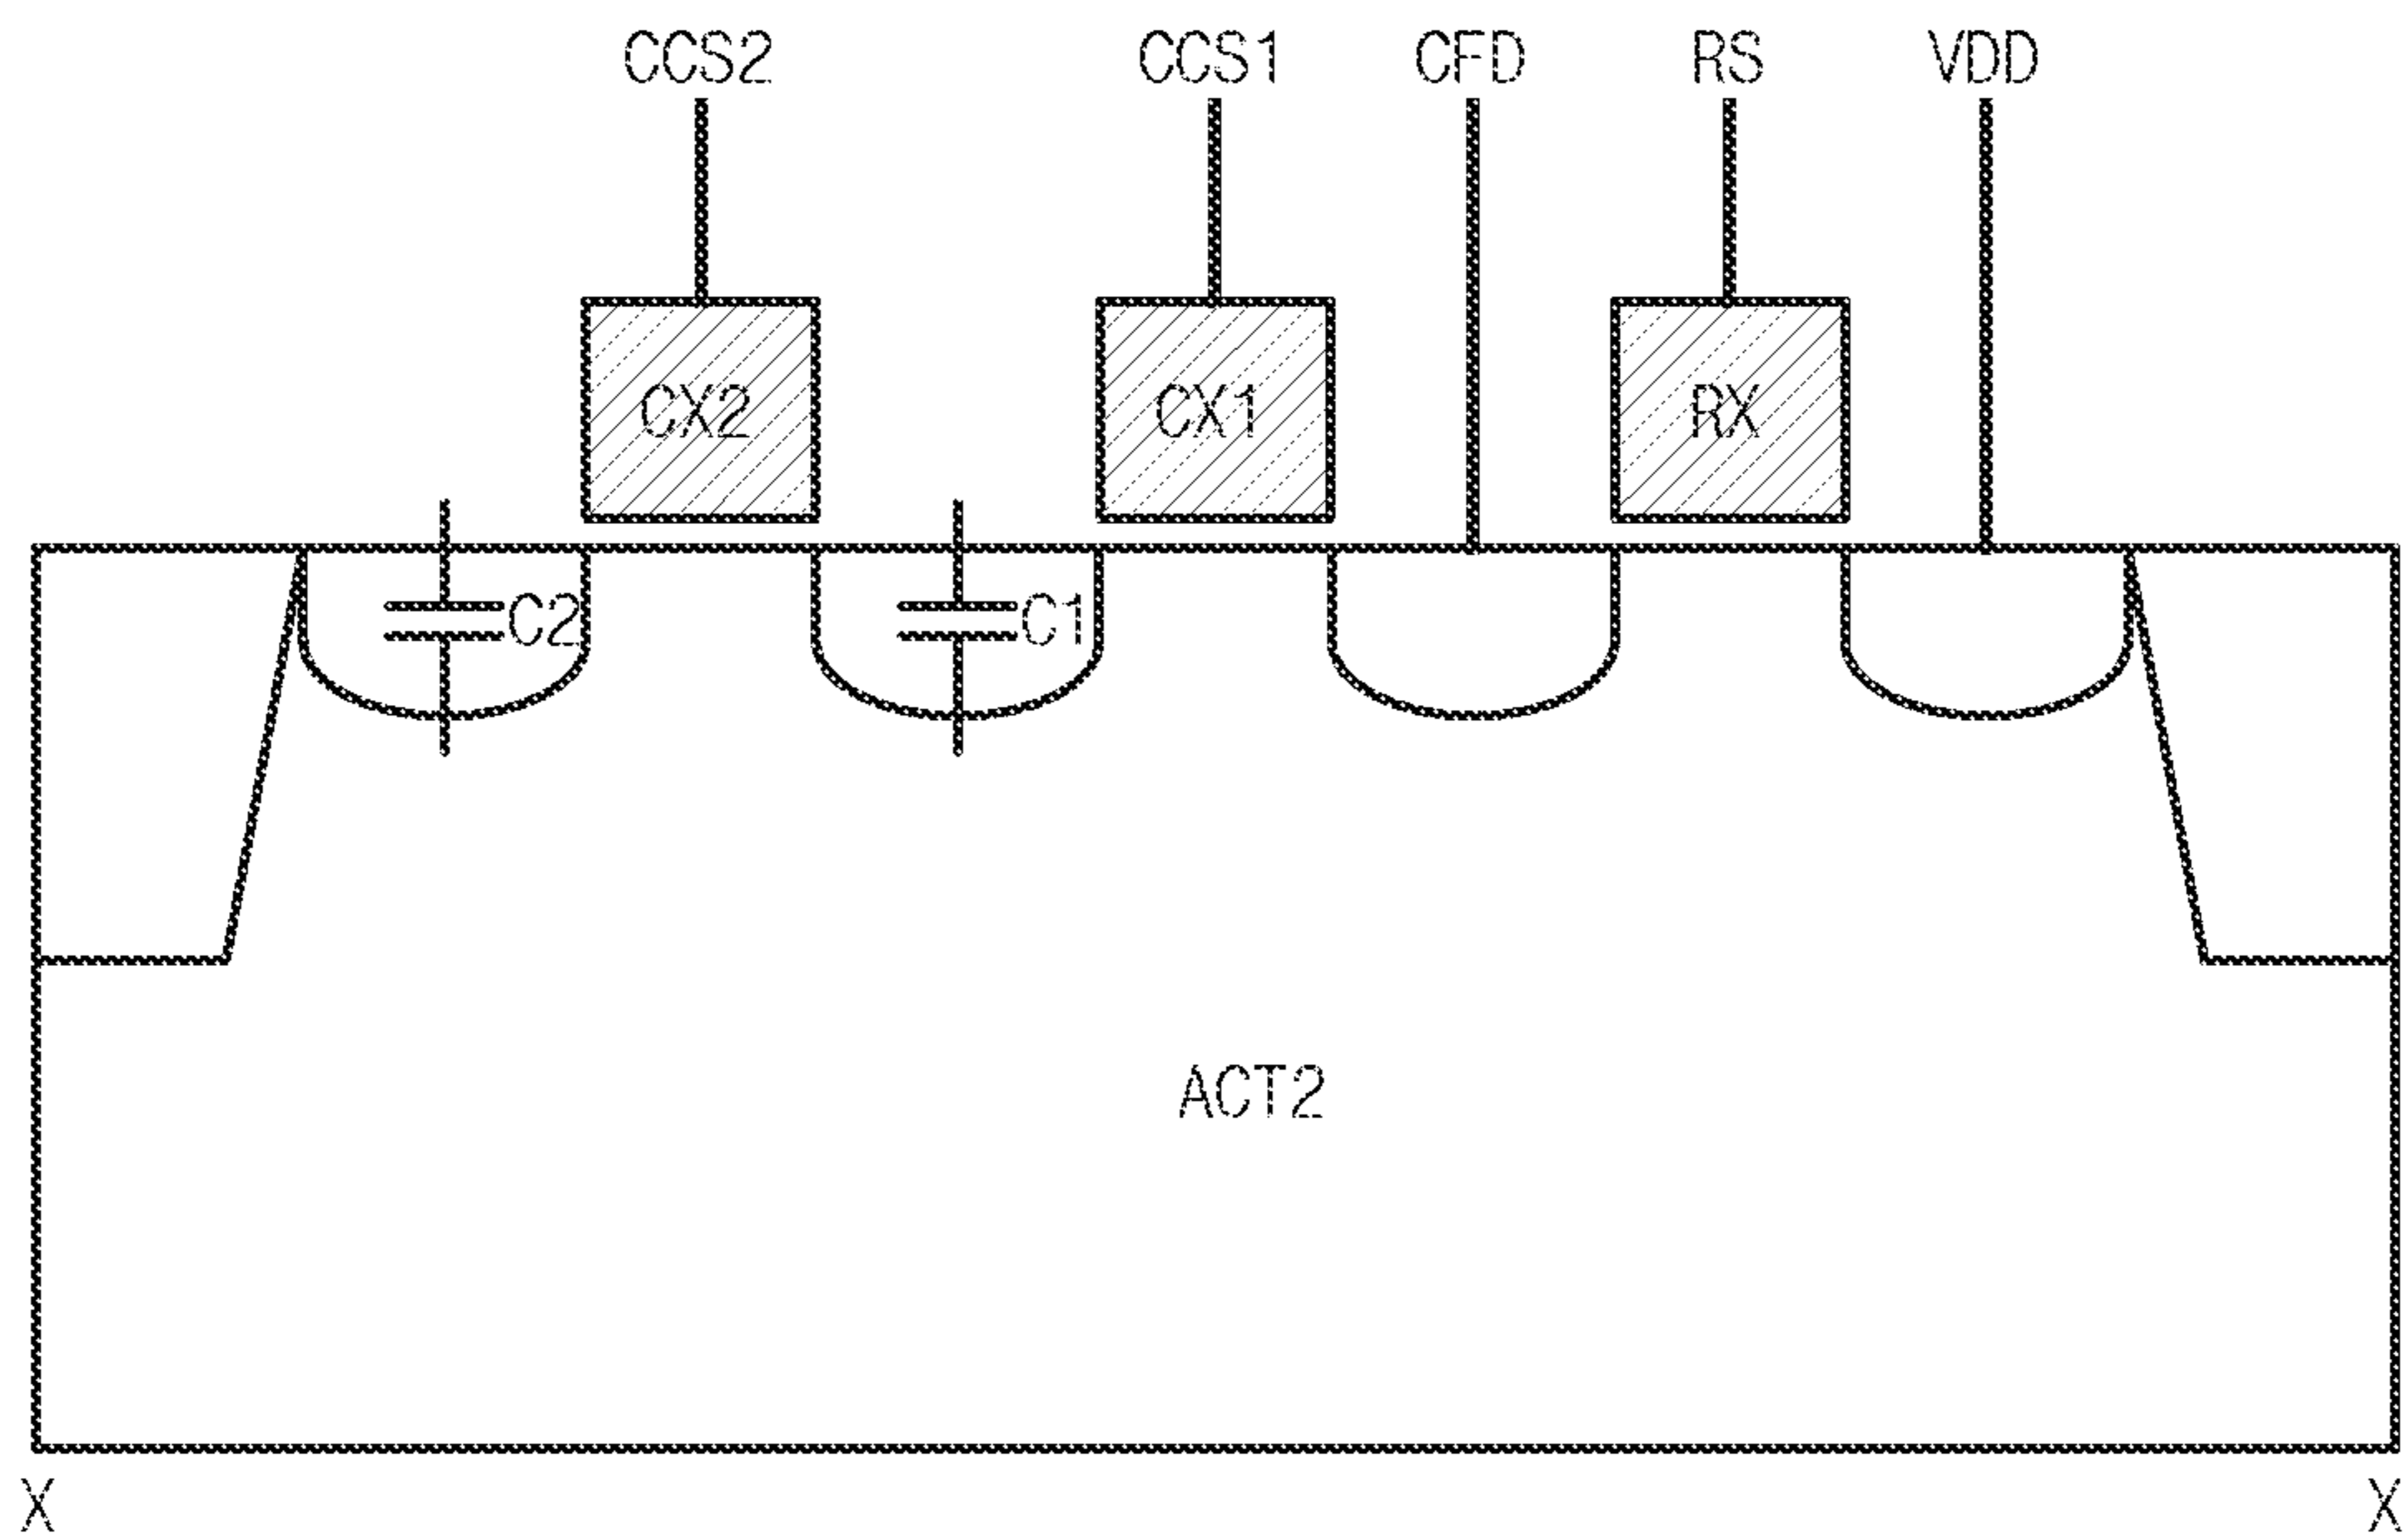 CCS2 CCS1 CFD RS VDD
CX2 CX1 RX
C2 C1
ACT2
X X